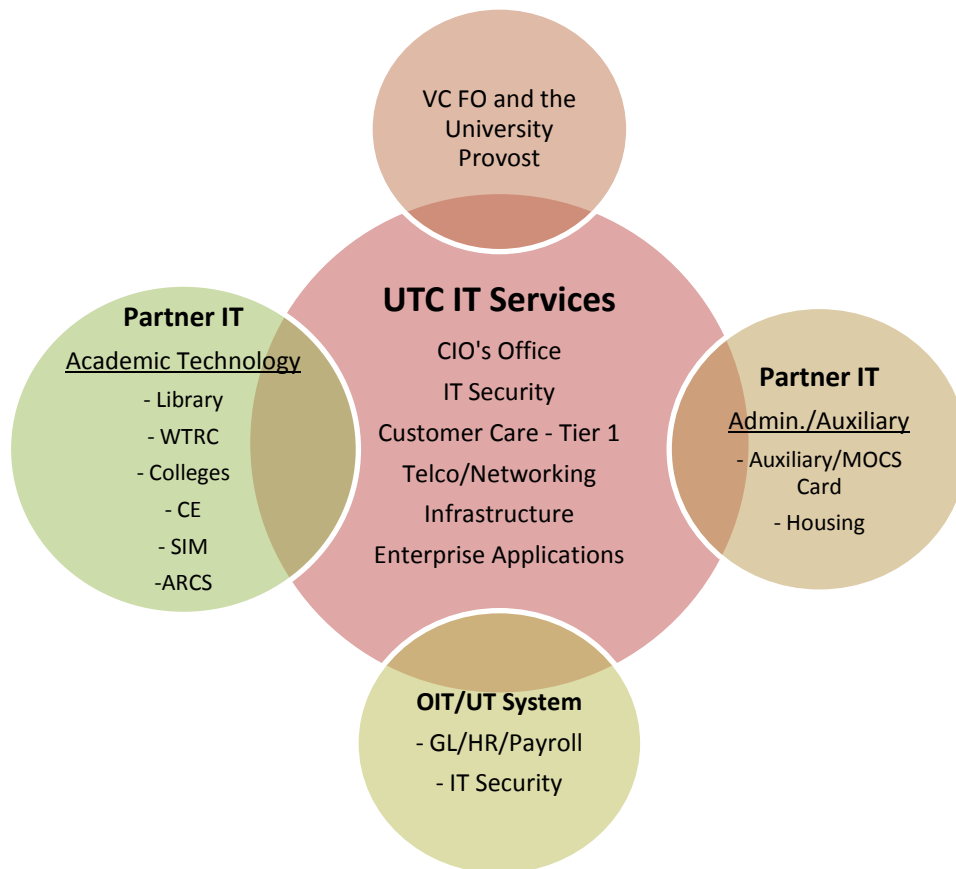 VC FO and the
University
Provost
UTC IT Services
CIO's Office
IT Security
Customer Care - Tier 1
Telco/Networking
Infrastructure
Enterprise Applications
Partner IT
Academic Technology
- Library
- WTRC
- Colleges
- CE
- SIM
-ARCS
Partner IT
Admin./Auxiliary
- Auxiliary/MOCS
Card
- Housing
OIT/UT System
- GL/HR/Payroll
- IT Security